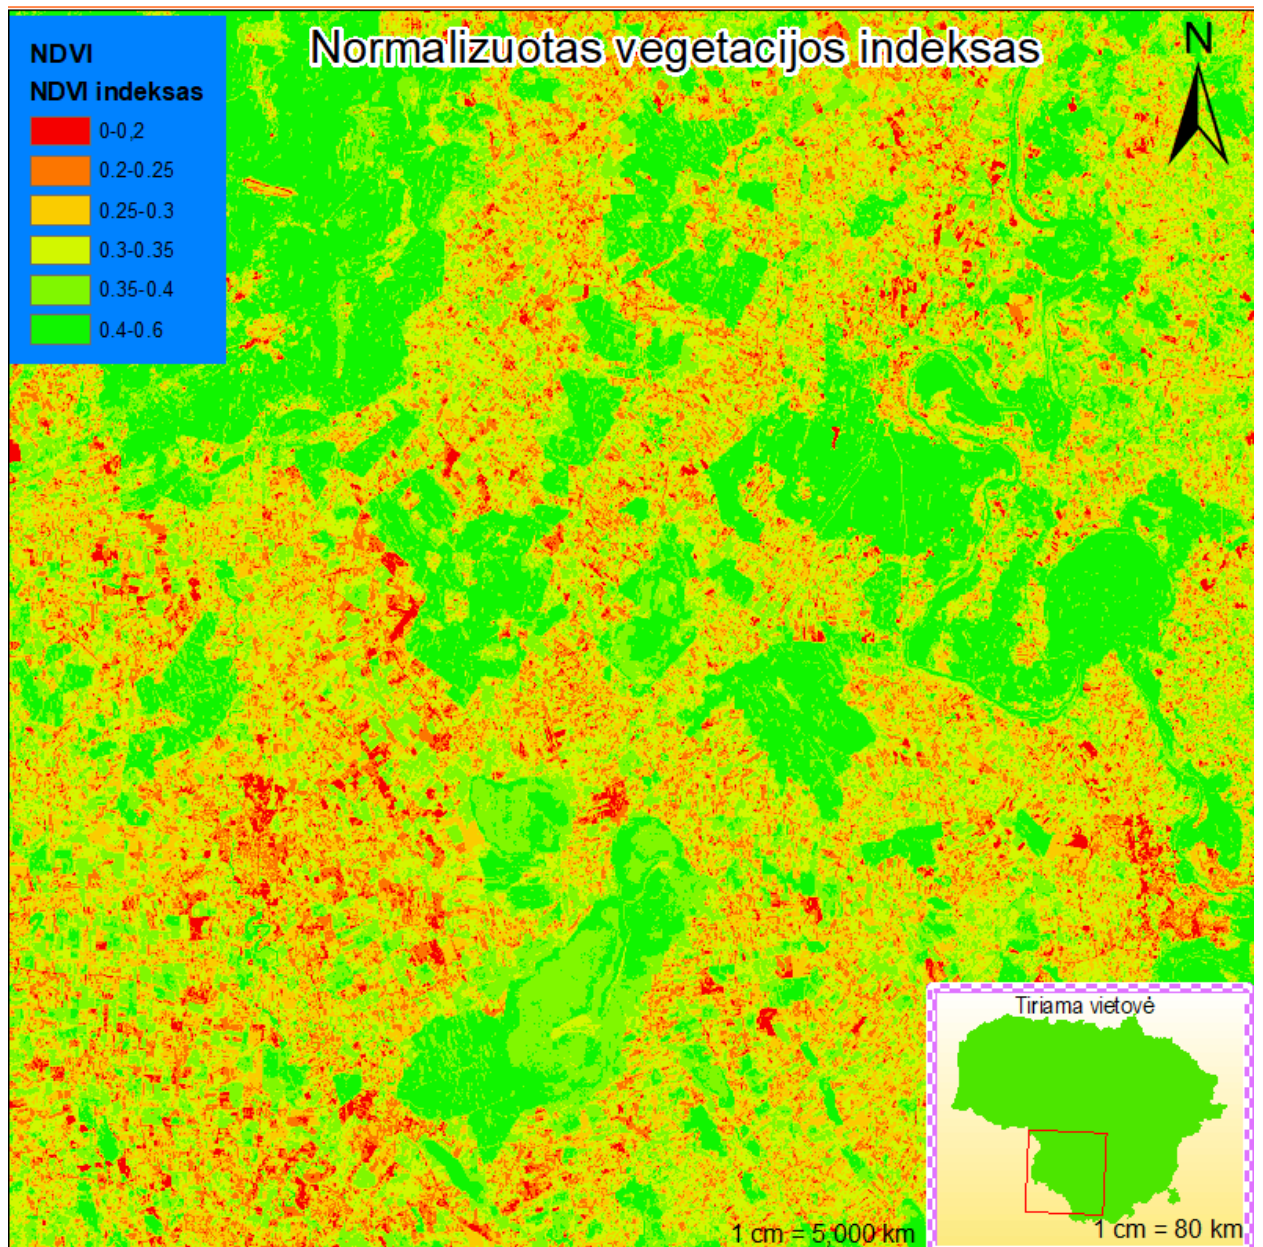 Normalizuotas vegetacijos indeksas
N
NDVI
NDVI indeksas
0-0,2
0.2-0.25
0.25-0.3
0.3-0.35
0.35-0.4
0.4-0.6
Tiriama vietovė
1 cm = 5,000 km
1 cm = 80 km